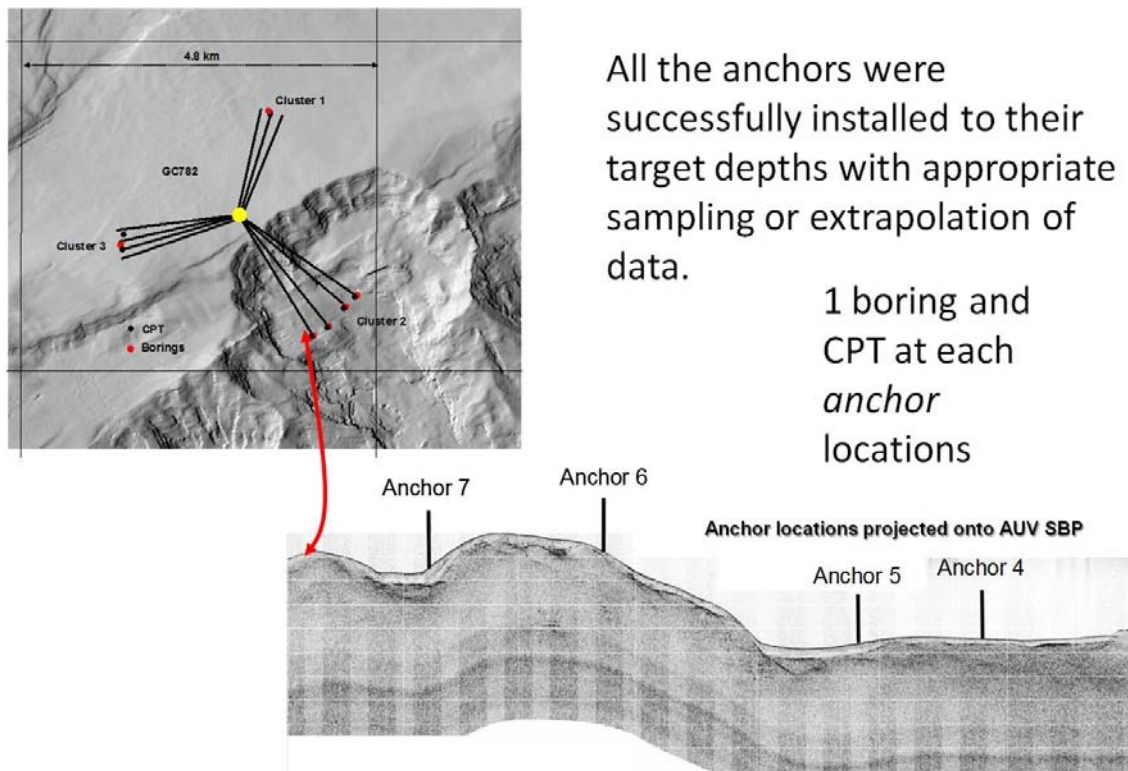 4.8 km
Cluster 1
GC782
Cluster 3
Cluster 2
CPT
Borings
All the anchors were
successfully installed to their
target depths with appropriate
sampling or extrapolation of
data.
1 boring and
CPT at each
anchor
locations
Anchor 7
Anchor 6
Anchor locations projected onto AUV SBP
Anchor 5
Anchor 4